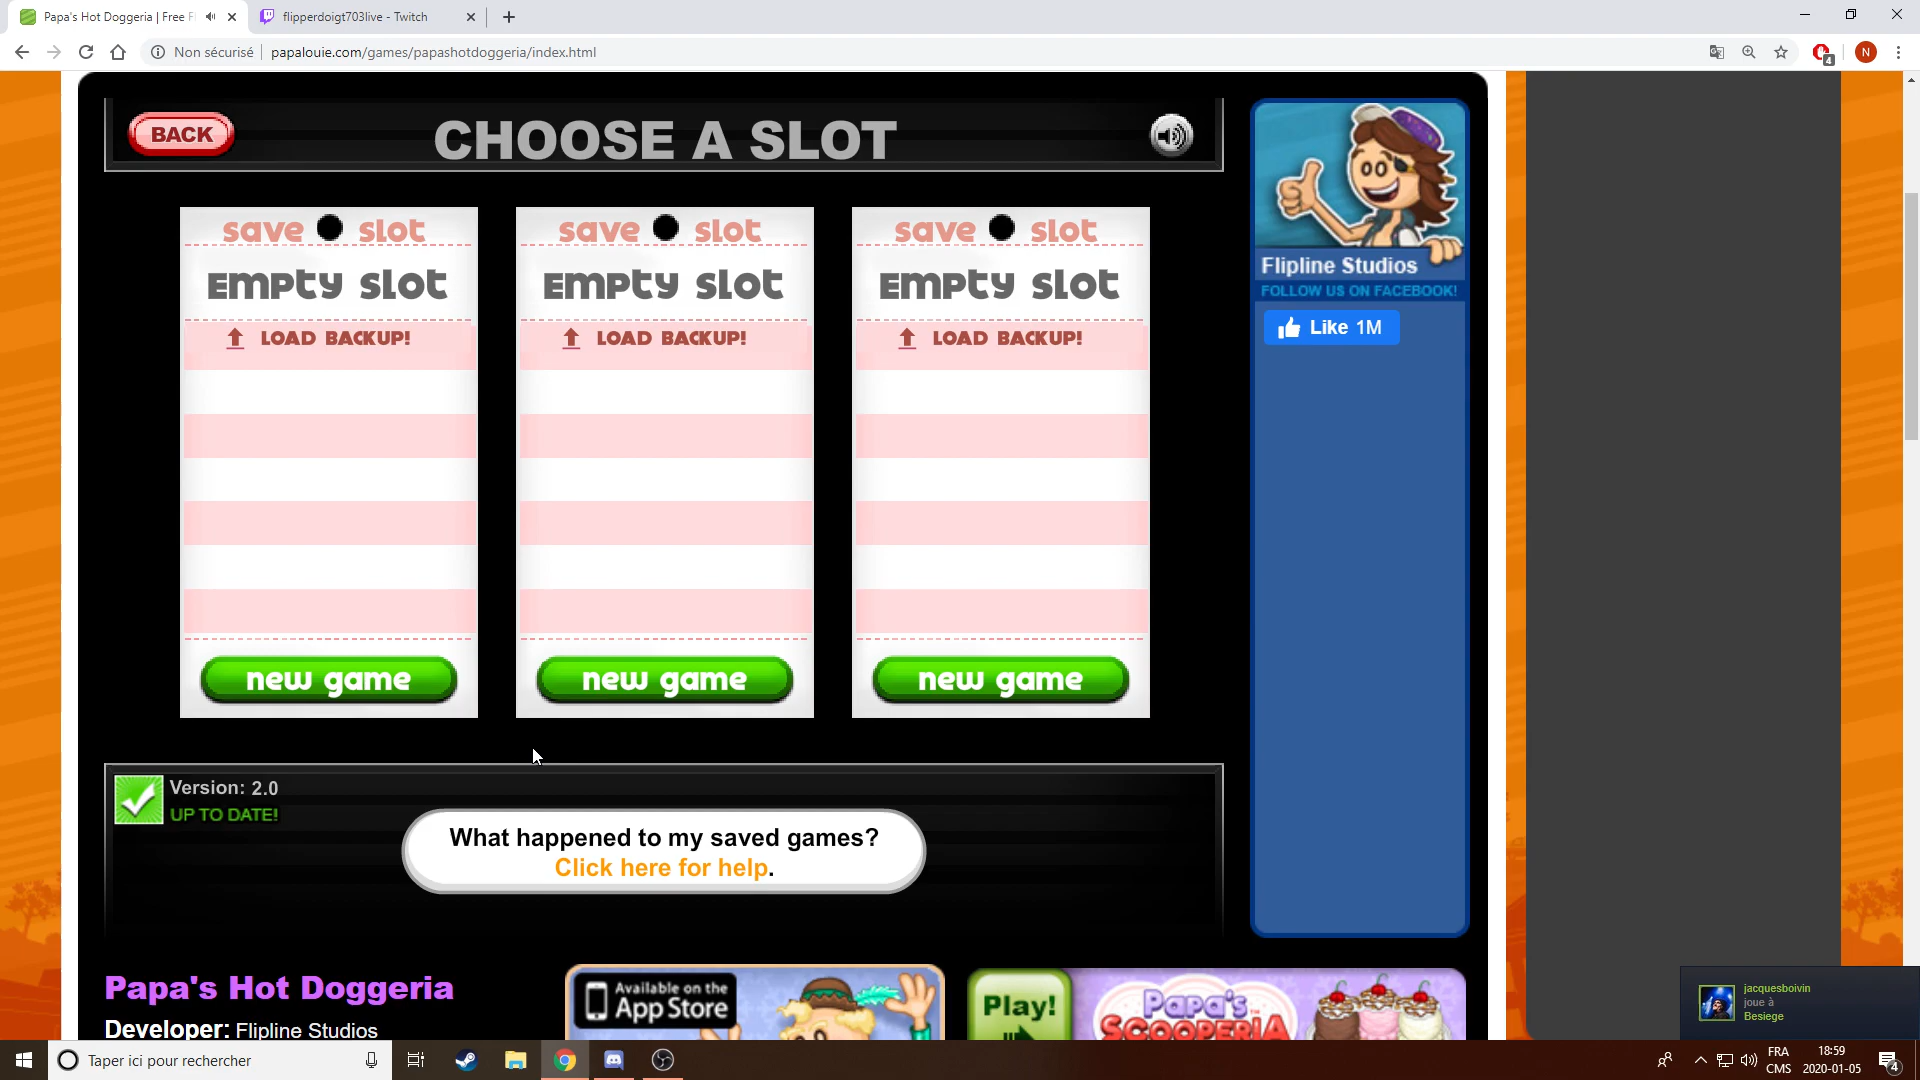 Papa's Hot Doggeria | Free F
flipperdoigt703live - Twitch
Non sécurisé
papalouie.com/games/papashotdoggeria/index.html
4
N
BACK
CHOOSE A SLOT
save slot
EMPTY SLOT
LOAD BACKUP!
new game
save slot
EMPTY SLOT
LOAD BACKUP!
new game
save slot
EMPTY SLOT
LOAD BACKUP!
new game
Flipline Studios
FOLLOW US ON FACEBOOK!
Like 1M
Version: 2.0
UP TO DATE!
What happened to my saved games?
Click here for help.
Papa's Hot Doggeria
Developer: Flipline Studios
Available on the
App Store
Play!
Papa's
SCOOPERIA
jacquesboivin
joue à
Besiege
Taper ici pour rechercher
FRA
CMS
18:59
2020-01-05
4